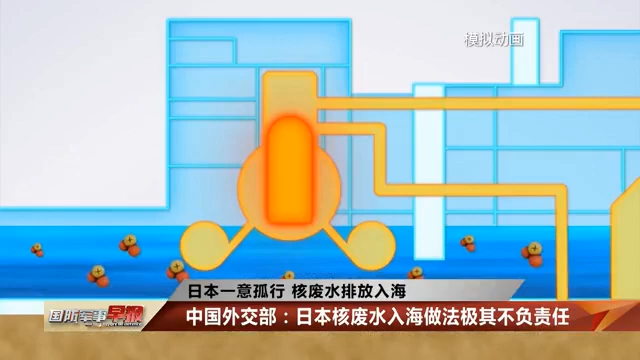 模拟动画
日本一意孤行 核废水排放入海
国防军事早报
中国外交部：日本核废水入海做法极其不负责任